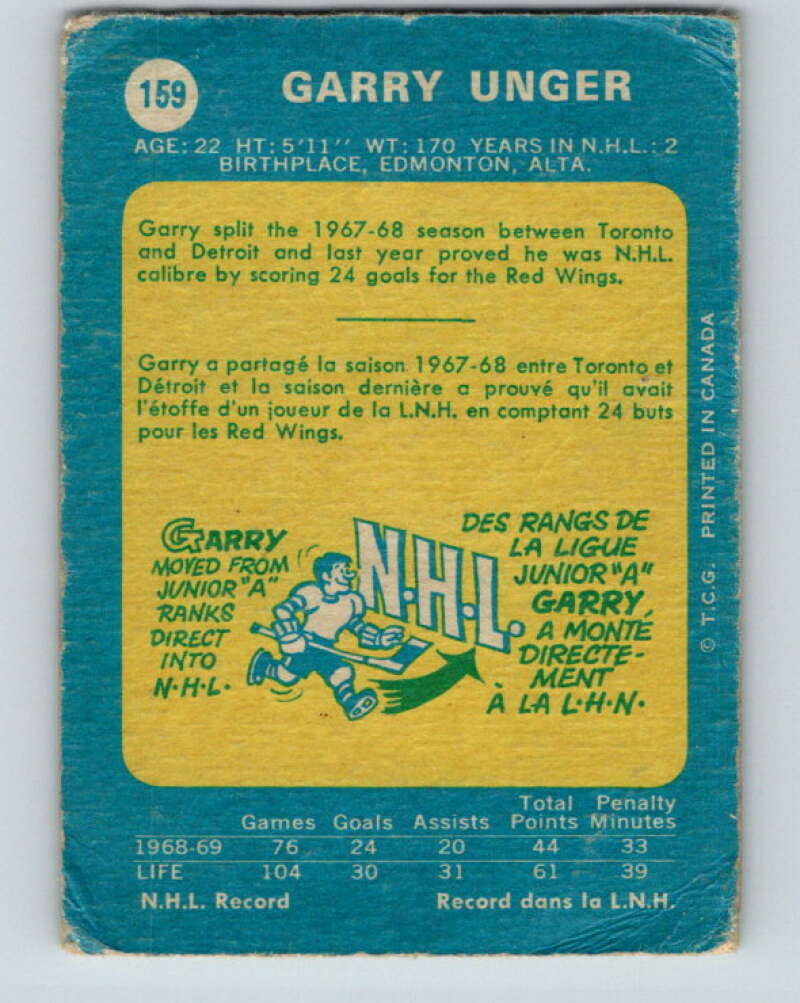 159
GARRY UNGER
AGE: 22 HT: 5'11'' WT: 170 YEARS IN N.H.L.: 2
BIRTHPLACE, EDMONTON, ALTA.
Garry split the 1967-68 season between Toronto
and Detroit and last year proved he was N.H.L.
calibre by scoring 24 goals for the Red Wings.
Garry a partagé la saison 1967-68 entre Toronto et
Détroit et la saison dernière a prouvé qu'il avait
l'étoffe d'un joueur de la L.N.H. en comptant 24 buts
pour les Red Wings.
GARRY
MOVED FROM
JUNIOR "A"
RANKS
DIRECT
INTO
N·H·L·
N.H.L.
DES RANGS DE
LA LIGUE
JUNIOR "A"
GARRY,
A MONTÉ
DIRECTE-
MENT
À LA L·H·N·
© T.C.G. PRINTED IN CANADA
Games Goals Assists Total Points Penalty Minutes
1968-69 76 24 20 44 33
LIFE 104 30 31 61 39
N.H.L. Record Record dans la L.N.H.